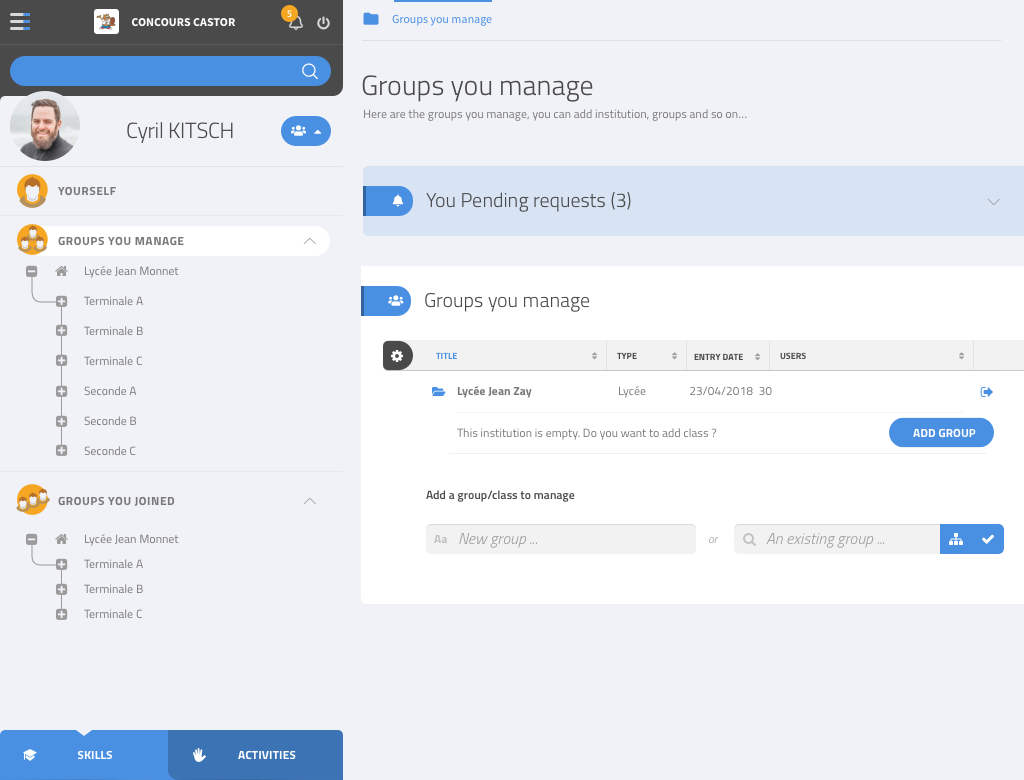 CONCOURS CASTOR
5
Cyril KITSCH
YOURSELF
GROUPS YOU MANAGE
Lycée Jean Monnet
Terminale A
Terminale B
Terminale C
Seconde A
Seconde B
Seconde C
GROUPS YOU JOINED
Lycée Jean Monnet
Terminale A
Terminale B
Terminale C
SKILLS
ACTIVITIES
Groups you manage
Groups you manage
Here are the groups you manage, you can add institution, groups and so on...
You Pending requests (3)
Groups you manage
TITLE TYPE ENTRY DATE USERS
Lycée Jean Zay Lycée 23/04/2018 30
This institution is empty. Do you want to add class ? ADD GROUP
Add a group/class to manage
Aa New group ... or An existing group ...